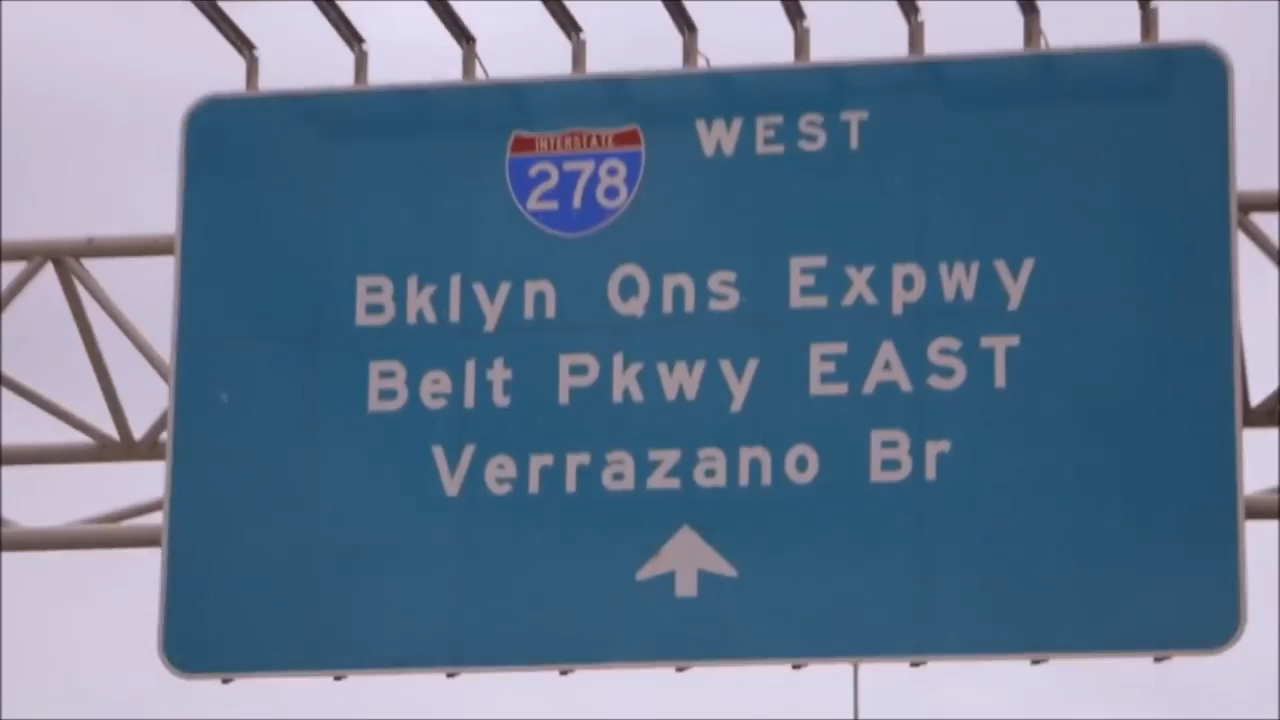 INTERSTATE
278
WEST
Bklyn Qns Expwy
Belt Pkwy EAST
Verrazano Br